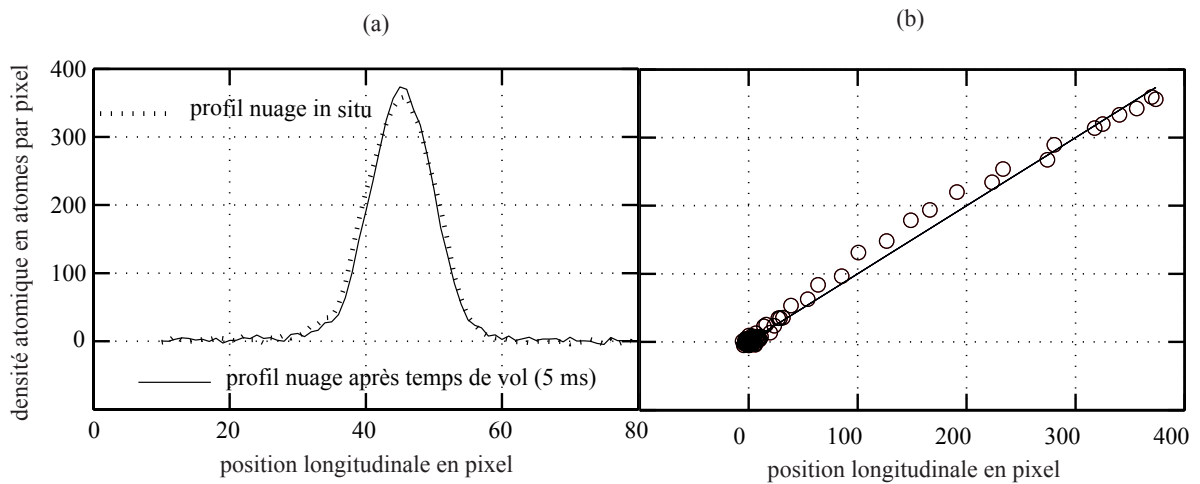 (a)
(b)
densité atomique en atomes par pixel
400
300
200
100
0
profil nuage in situ
profil nuage après temps de vol (5 ms)
0
20
40
60
80
position longitudinale en pixel
0
100
200
300
400
position longitudinale en pixel